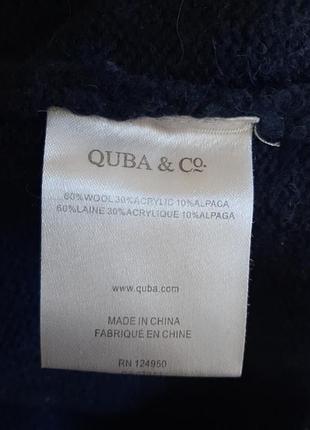 QUBA & CO.
60%WOOL 30%ACRYLIC 10%ALPACA
60%LAINE 30%ACRYLIQUE 10%ALPAGA
www.quba.com
MADE IN CHINA
FABRIQUÉ EN CHINE
RN 124950